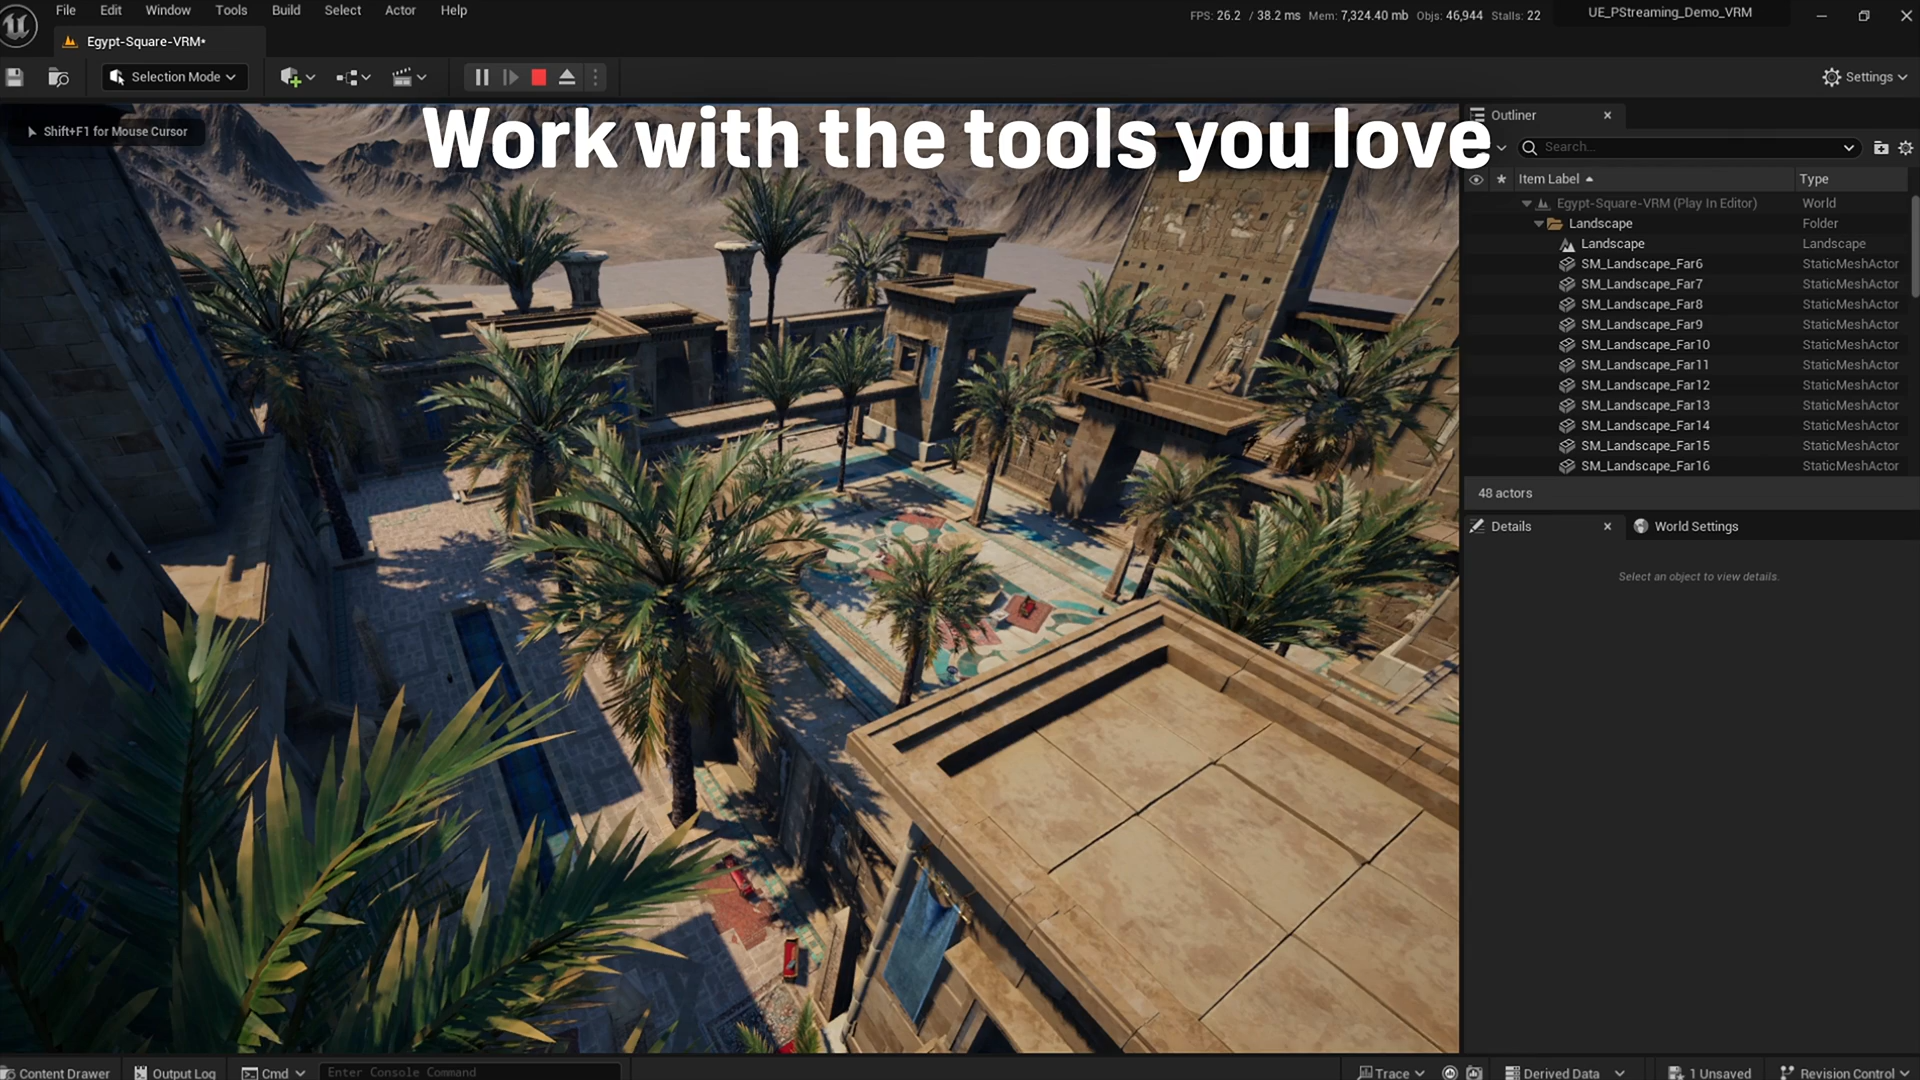 File Edit Window Tools Build Select Actor Help
FPS: 26.2 / 38.2 ms Mem: 7,324.40 mb Objs: 46,944 Stalls: 22
UE_PStreaming_Demo_VRM
Egypt-Square-VRM•
Selection Mode
Settings
Shift+F1 for Mouse Cursor
Work with the tools you love
Outliner
Search...
Item Label Type
Egypt-Square-VRM (Play In Editor) World
Landscape Folder
Landscape Landscape
SM_Landscape_Far6 StaticMeshActor
SM_Landscape_Far7 StaticMeshActor
SM_Landscape_Far8 StaticMeshActor
SM_Landscape_Far9 StaticMeshActor
SM_Landscape_Far10 StaticMeshActor
SM_Landscape_Far11 StaticMeshActor
SM_Landscape_Far12 StaticMeshActor
SM_Landscape_Far13 StaticMeshActor
SM_Landscape_Far14 StaticMeshActor
SM_Landscape_Far15 StaticMeshActor
SM_Landscape_Far16 StaticMeshActor
48 actors
Details World Settings
Select an object to view details.
Content Drawer Output Log Cmd Enter Console Command Trace Derived Data 1 Unsaved Revision Control